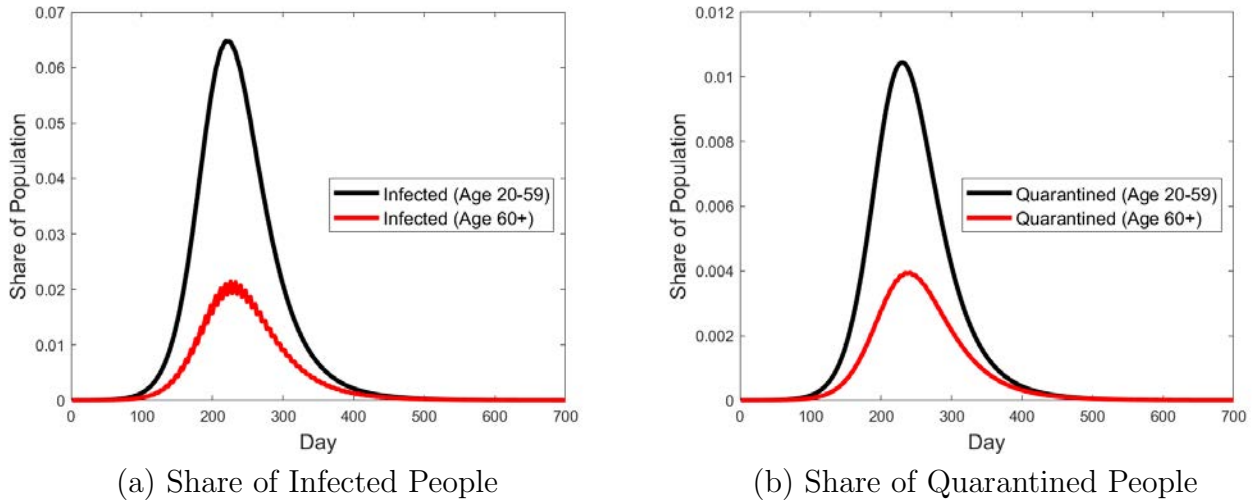 0.07
0.06
0.05
0.04
0.03
0.02
0.01
0
Share of Population
Infected (Age 20-59)
Infected (Age 60+)
0 100 200 300 400 500 600 700
Day
(a) Share of Infected People
0.012
0.01
0.008
0.006
0.004
0.002
0
Share of Population
Quarantined (Age 20-59)
Quarantined (Age 60+)
0 100 200 300 400 500 600 700
Day
(b) Share of Quarantined People